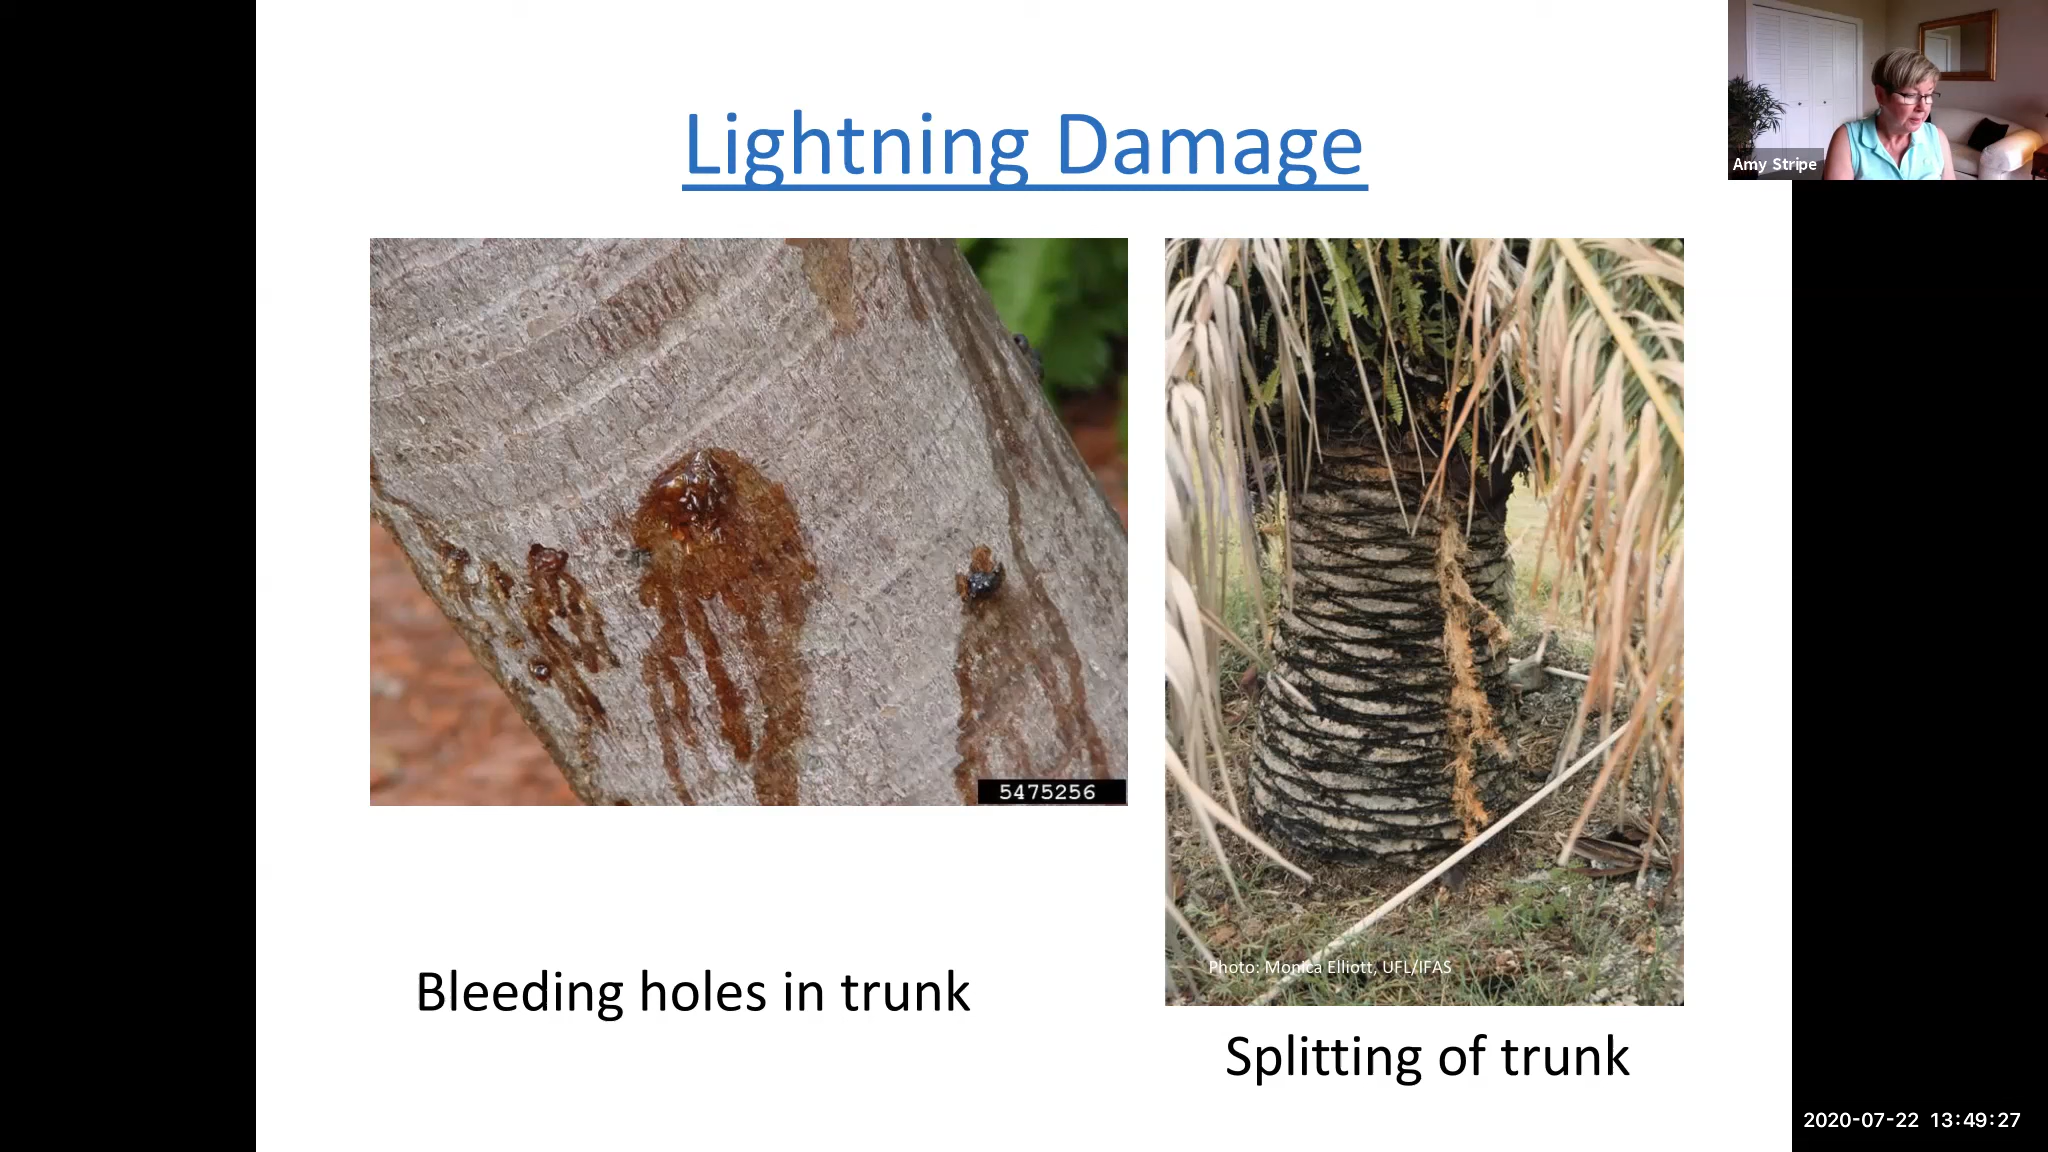 Lightning Damage
Amy Stripe
5475256
Photo: Monica Elliott, UFL/IFAS
Bleeding holes in trunk
Splitting of trunk
2020-07-22 13:49:27